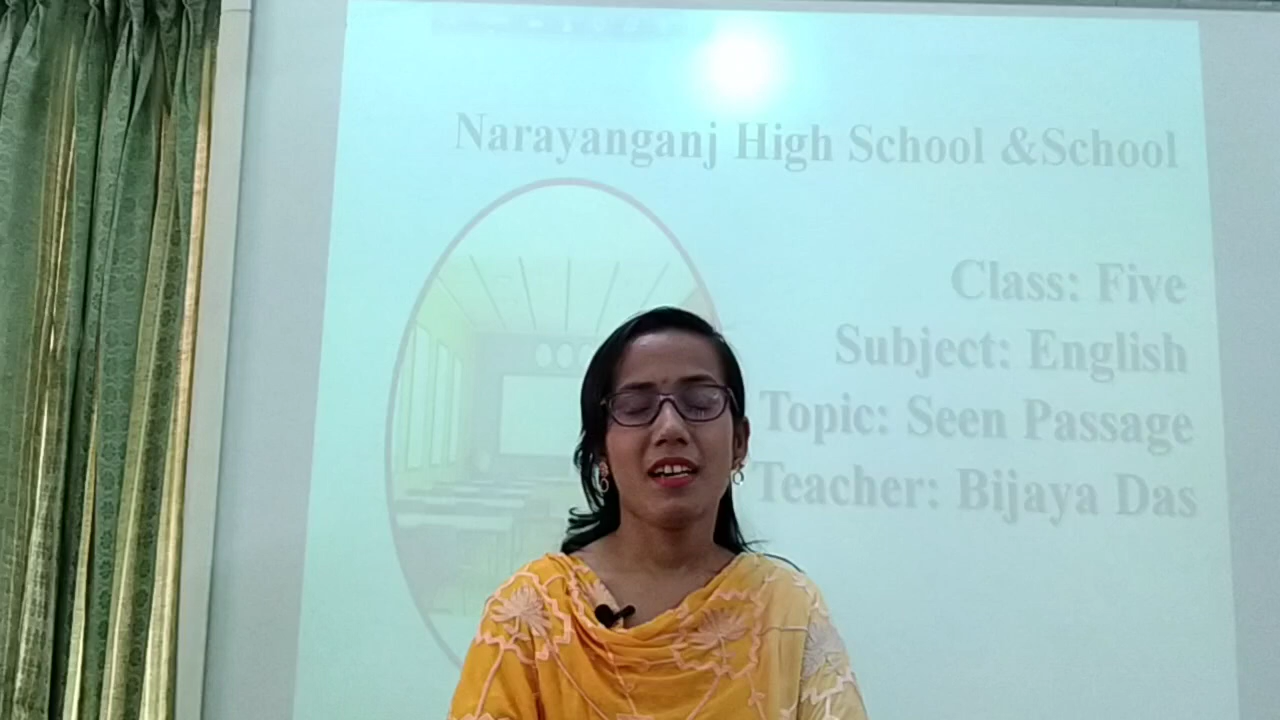 Narayanganj High School &School
Class: Five
Subject: English
Topic: Seen Passage
Teacher: Bijaya Das